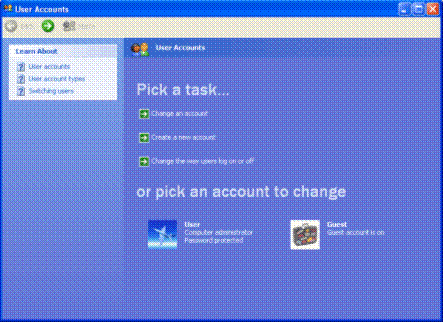 User Accounts
Back
Home
Learn About
User accounts
User account types
Switching users
User Accounts
Pick a task...
Change an account
Create a new account
Change the way users log on or off
or pick an account to change
User
Computer administrator
Password protected
Guest
Guest account is on